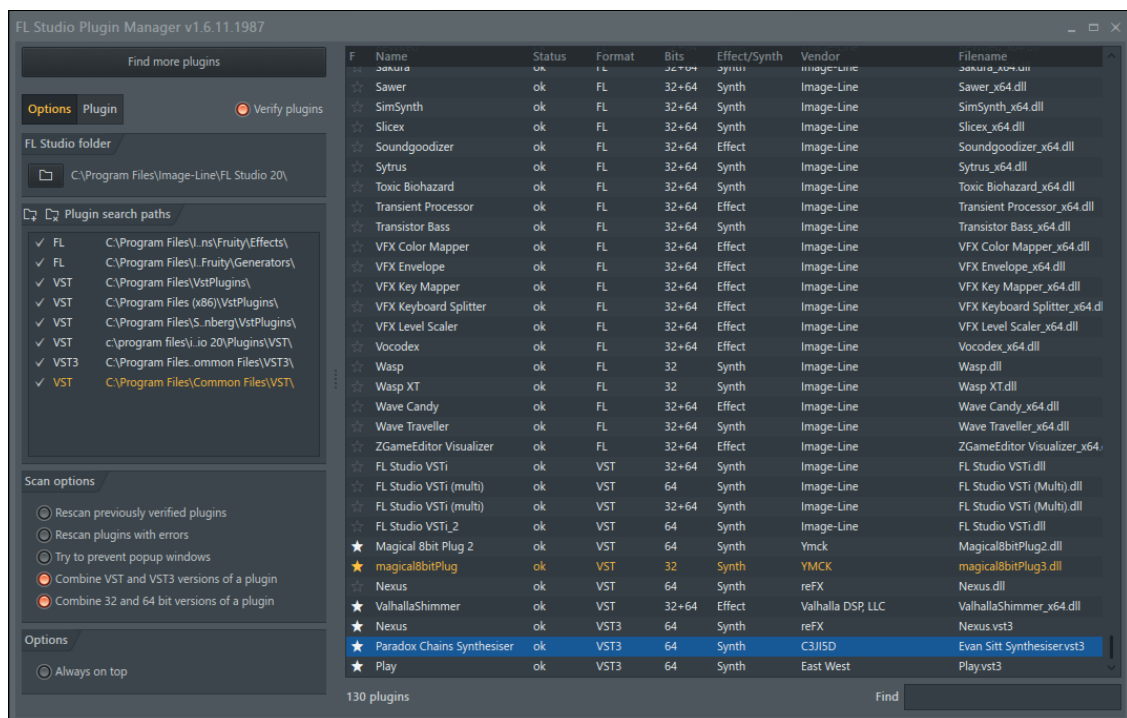 FL Studio Plugin Manager v1.6.11.1987
Find more plugins
Options Plugin Verify plugins
FL Studio folder
C:\Program Files\Image-Line\FL Studio 20\
Plugin search paths
FL C:\Program Files\I..ns\Fruity\Effects\
FL C:\Program Files\I..Fruity\Generators\
VST C:\Program Files\VstPlugins\
VST C:\Program Files (x86)\VstPlugins\
VST C:\Program Files\S..nberg\VstPlugins\
VST c:\program files\i..io 20\Plugins\VST\
VST3 C:\Program Files..ommon Files\VST3\
VST C:\Program Files\Common Files\VST\
Scan options
Rescan previously verified plugins
Rescan plugins with errors
Try to prevent popup windows
Combine VST and VST3 versions of a plugin
Combine 32 and 64 bit versions of a plugin
Options
Always on top
F Name Status Format Bits Effect/Synth Vendor Filename
Sakura ok FL 32+64 Synth Image-Line Sakura_x64.dll
Sawer ok FL 32+64 Synth Image-Line Sawer_x64.dll
SimSynth ok FL 32+64 Synth Image-Line SimSynth_x64.dll
Slicex ok FL 32+64 Synth Image-Line Slicex_x64.dll
Soundgoodizer ok FL 32+64 Effect Image-Line Soundgoodizer_x64.dll
Sytrus ok FL 32+64 Synth Image-Line Sytrus_x64.dll
Toxic Biohazard ok FL 32+64 Synth Image-Line Toxic Biohazard_x64.dll
Transient Processor ok FL 32+64 Effect Image-Line Transient Processor_x64.dll
Transistor Bass ok FL 32+64 Synth Image-Line Transistor Bass_x64.dll
VFX Color Mapper ok FL 32+64 Effect Image-Line VFX Color Mapper_x64.dll
VFX Envelope ok FL 32+64 Effect Image-Line VFX Envelope_x64.dll
VFX Key Mapper ok FL 32+64 Effect Image-Line VFX Key Mapper_x64.dll
VFX Keyboard Splitter ok FL 32+64 Effect Image-Line VFX Keyboard Splitter_x64.dl
VFX Level Scaler ok FL 32+64 Effect Image-Line VFX Level Scaler_x64.dll
Vocodex ok FL 32+64 Effect Image-Line Vocodex_x64.dll
Wasp ok FL 32 Synth Image-Line Wasp.dll
Wasp XT ok FL 32 Synth Image-Line Wasp XT.dll
Wave Candy ok FL 32+64 Effect Image-Line Wave Candy_x64.dll
Wave Traveller ok FL 32+64 Synth Image-Line Wave Traveller_x64.dll
ZGameEditor Visualizer ok FL 32+64 Effect Image-Line ZGameEditor Visualizer_x64.
FL Studio VSTi ok VST 32+64 Synth Image-Line FL Studio VSTi.dll
FL Studio VSTi (multi) ok VST 64 Synth Image-Line FL Studio VSTi (Multi).dll
FL Studio VSTi (multi) ok VST 32+64 Synth Image-Line FL Studio VSTi (Multi).dll
FL Studio VSTi_2 ok VST 64 Synth Image-Line FL Studio VSTi.dll
Magical 8bit Plug 2 ok VST 64 Synth Ymck Magical8bitPlug2.dll
magical8bitPlug ok VST 32 Synth YMCK magical8bitPlug3.dll
Nexus ok VST 64 Synth reFX Nexus.dll
ValhallaShimmer ok VST 32+64 Effect Valhalla DSP, LLC ValhallaShimmer_x64.dll
Nexus ok VST3 64 Synth reFX Nexus.vst3
Paradox Chains Synthesiser ok VST3 64 Synth C3JI5D Evan Sitt Synthesiser.vst3
Play ok VST3 64 Synth East West Play.vst3
130 plugins Find